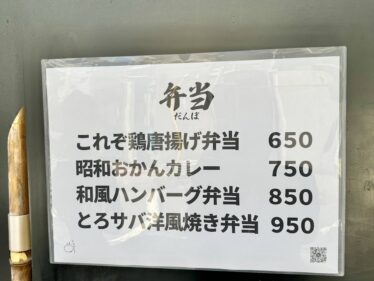 弁当
だんぼ
これぞ鶏唐揚げ弁当 650
昭和おかんカレー 750
和風ハンバーグ弁当 850
とろサバ洋風焼き弁当 950